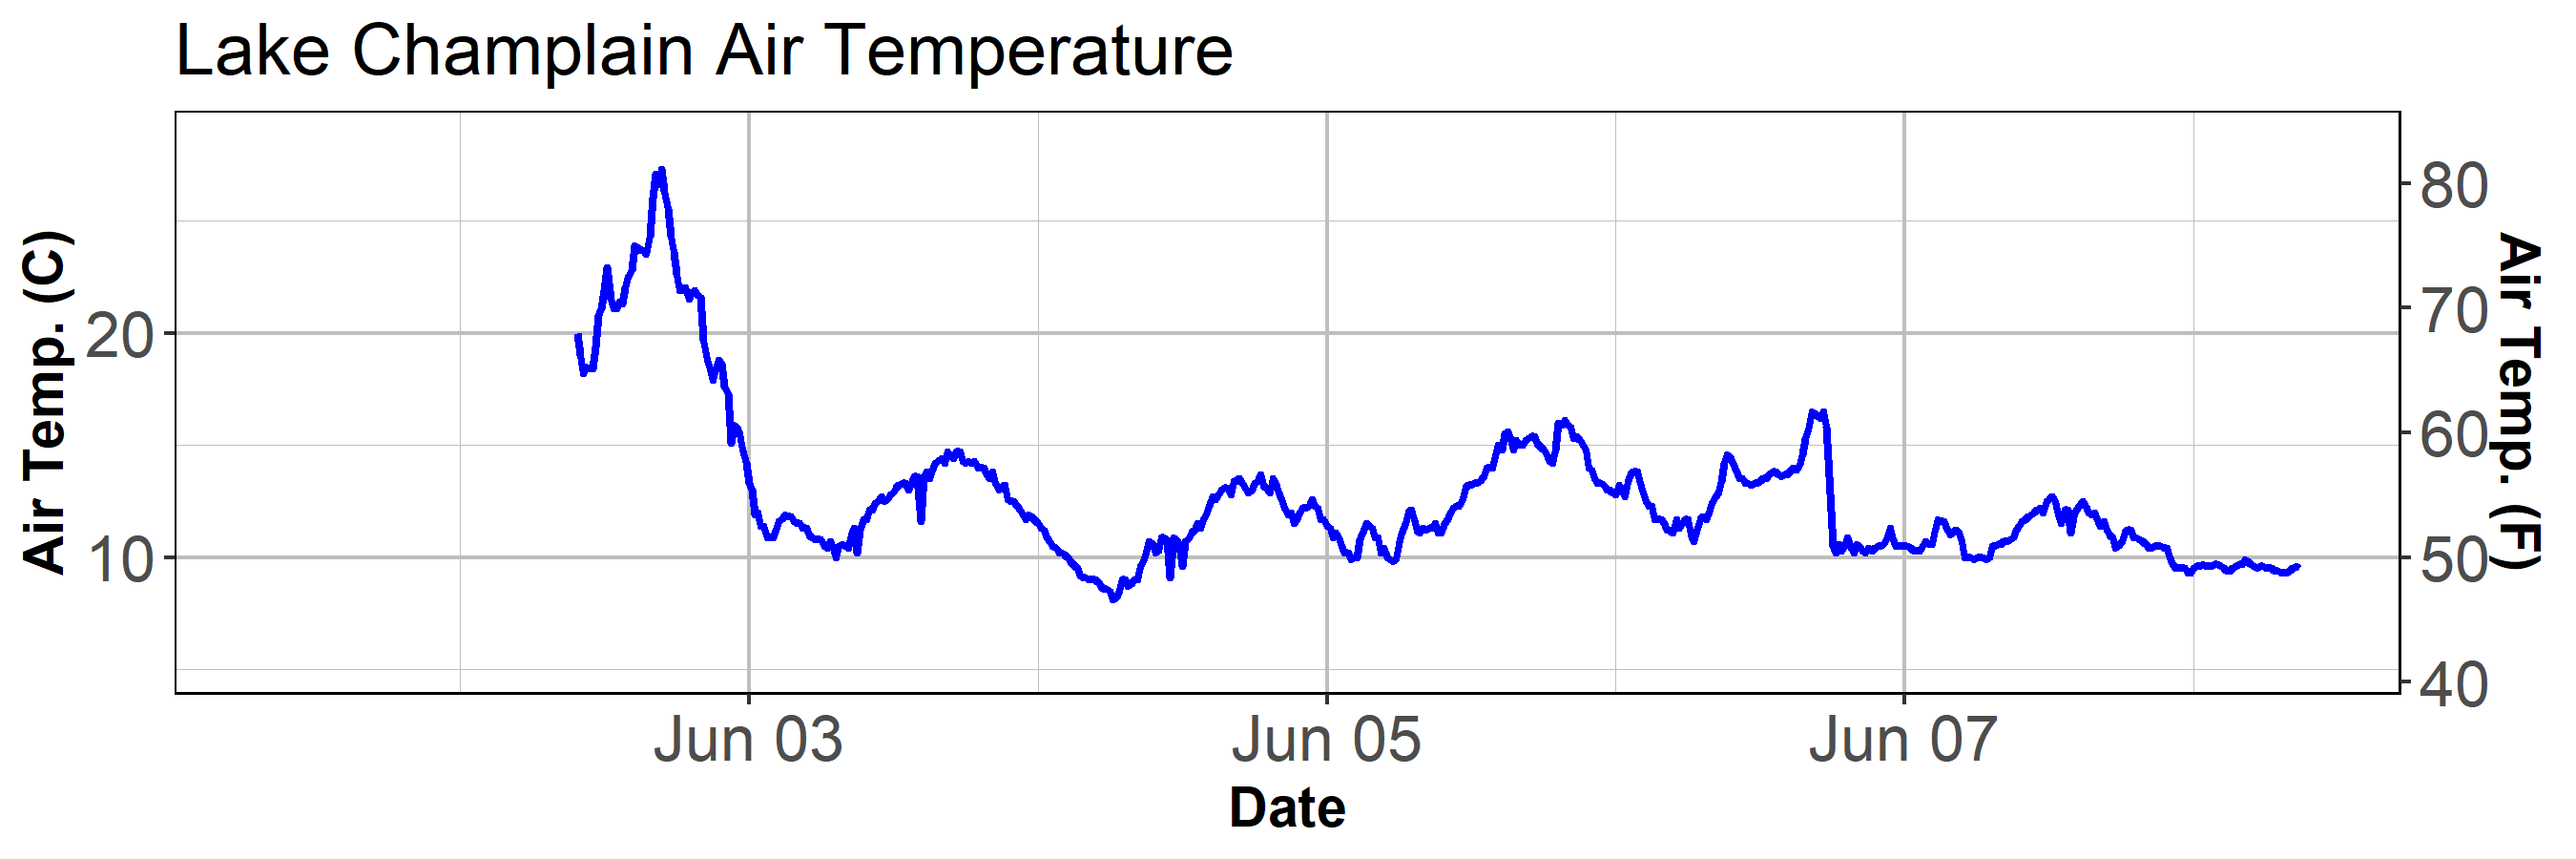 Lake Champlain Air Temperature
Air Temp. (C)
20
10
80
70
60
50
40
Air Temp. (F)
Jun 03
Jun 05
Jun 07
Date